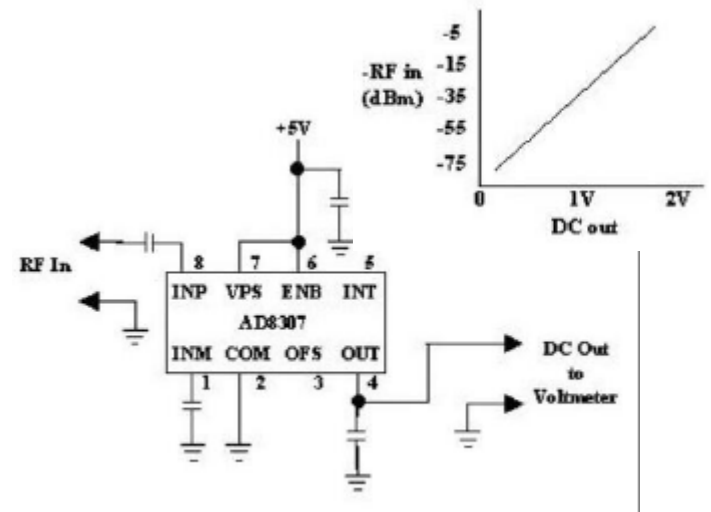 -5
-15
-35
-55
-75
-RF in
(dBm)
0 1V 2V
DC out
+5V
RF In
8 7 6 5
INP VPS ENB INT
AD8307
INM COM OFS OUT
1 2 3 4
DC Out
to
Voltmeter